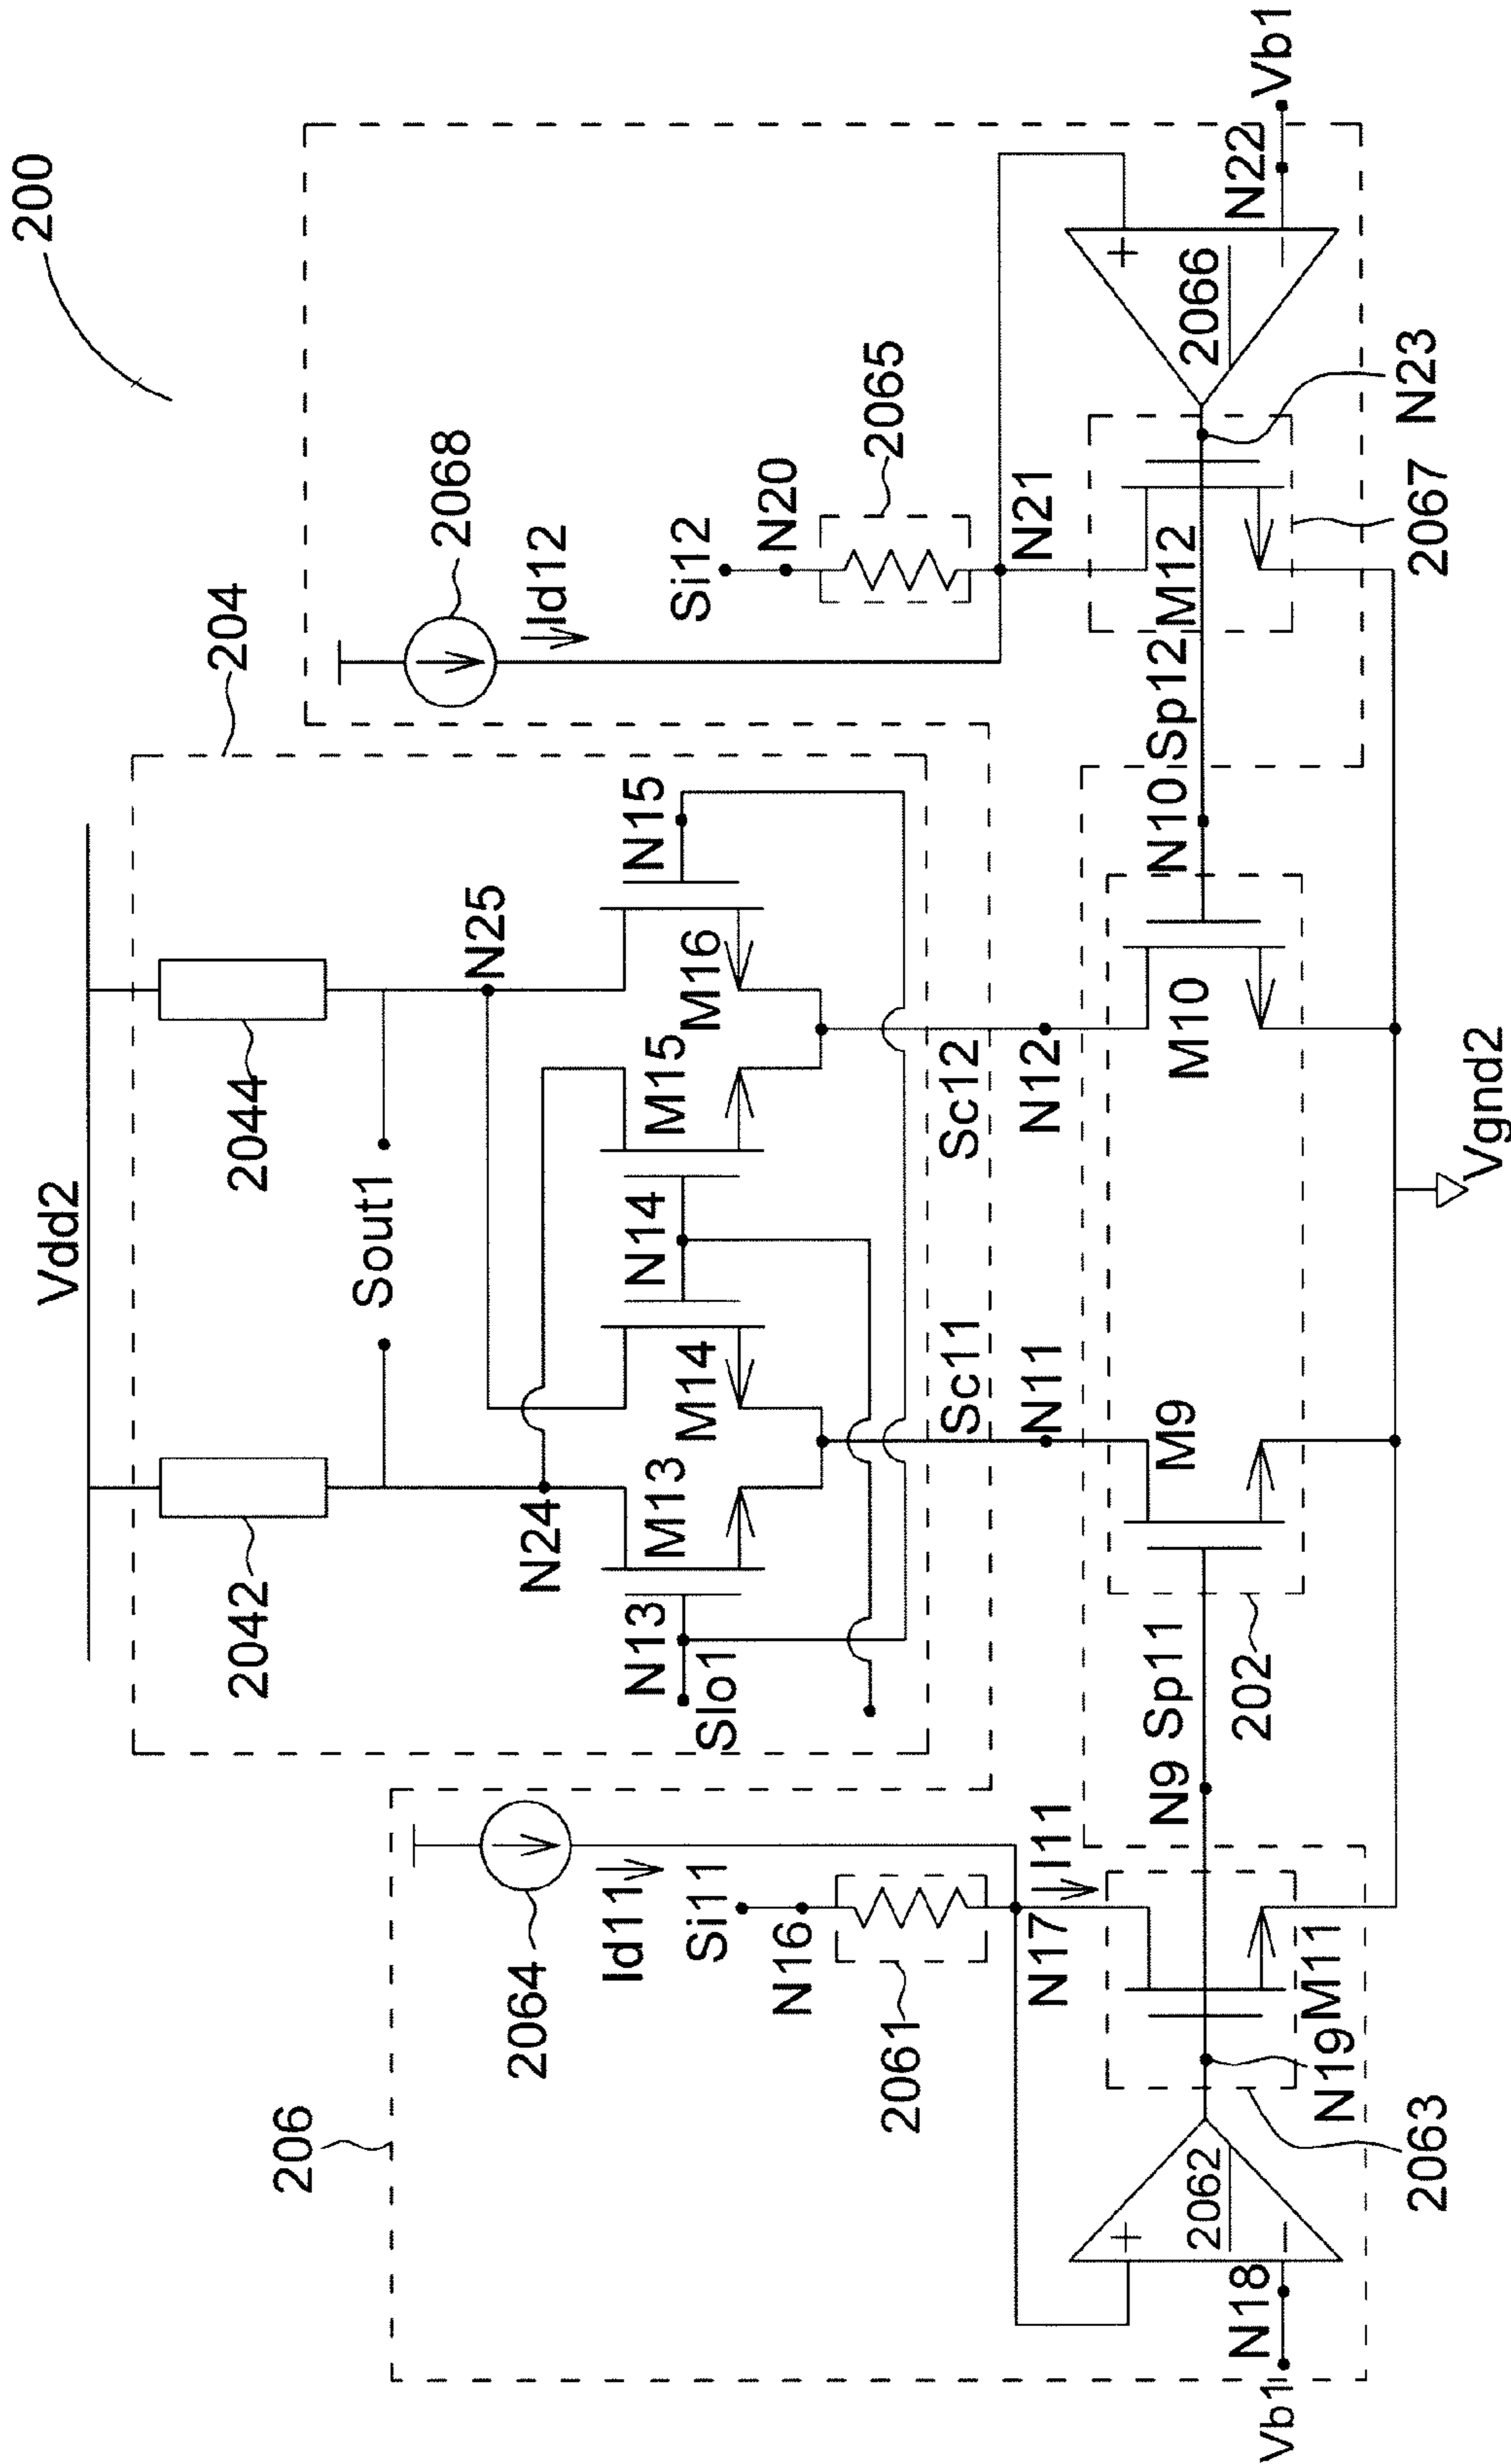 200
Vdd2
204
2042
2044
Sout1
2068
Id12
206
2064
Id11
N24
N25
Si12
N20
2065
Si11
N16
2061
N13
Slo1
M13
M14
N14
M15
M16
N15
Sc11
Sc12
N17
I11
N11
N12
N21
Vb1
N18
2062
+
−
N19
M11
2063
N9
Sp11
202
M9
M10
N10
Sp12
M12
2067
N23
2066
+
−
N22
Vb1
Vgnd2